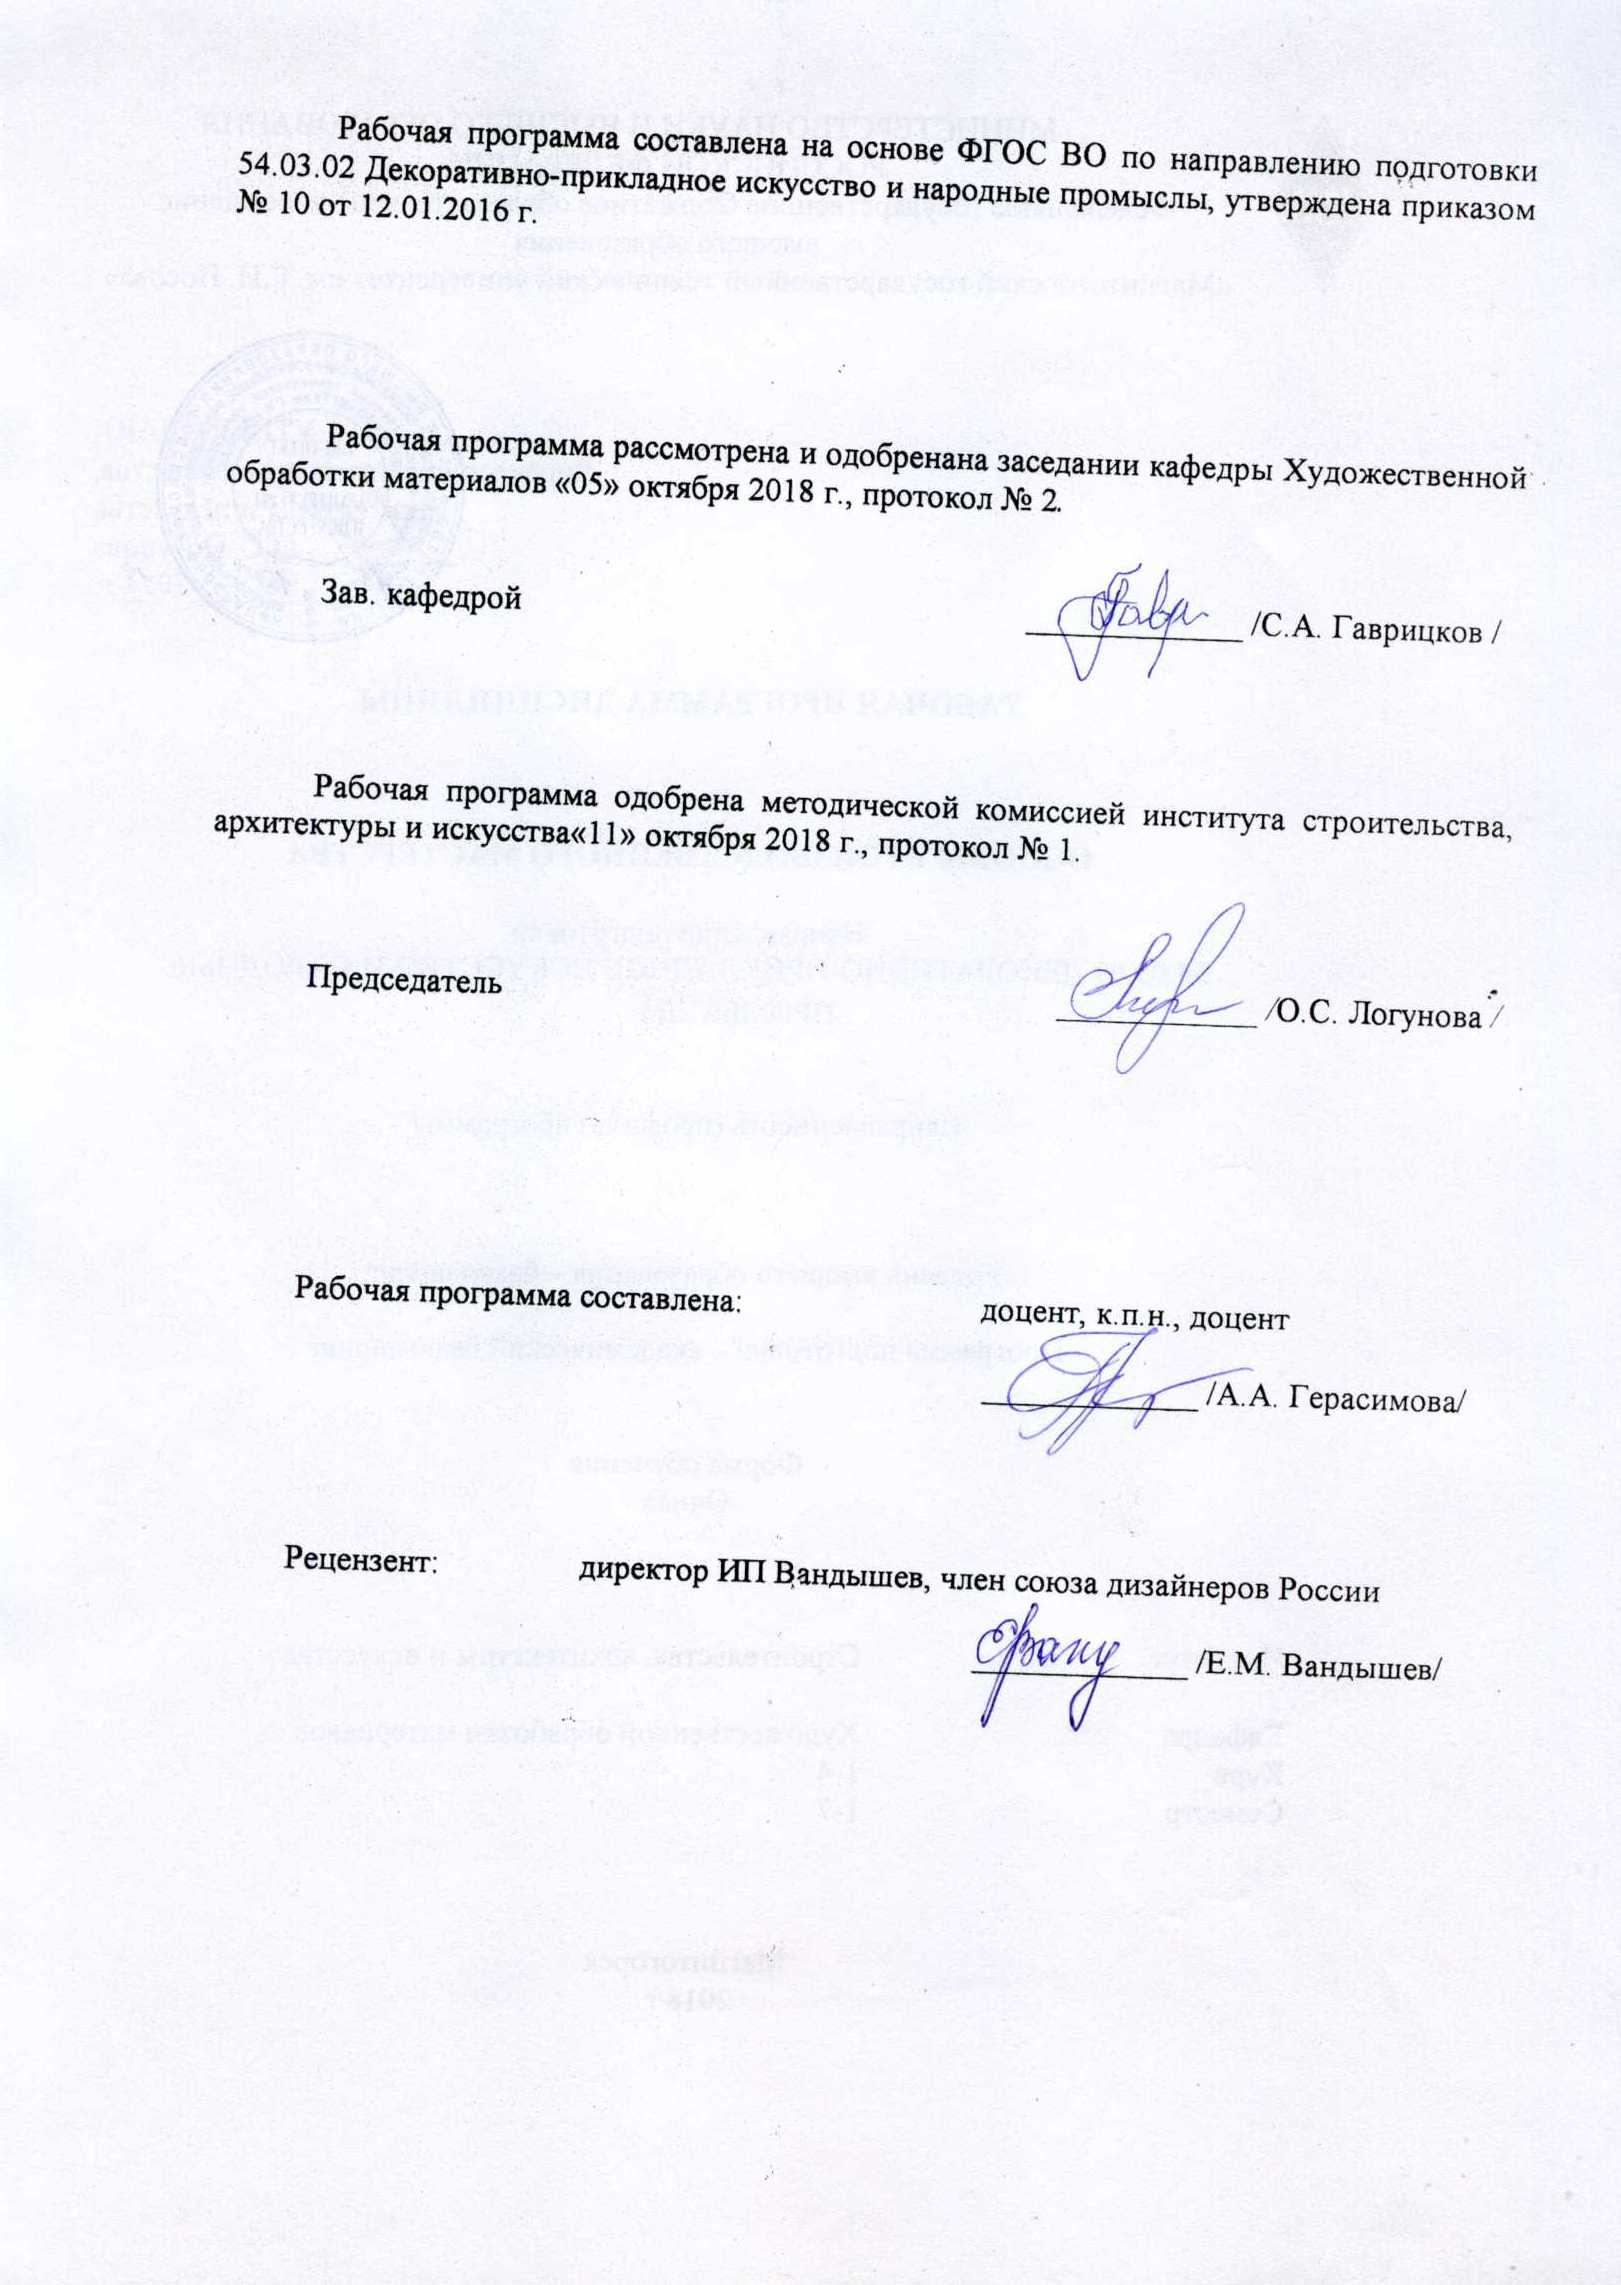 Рабочая программа составлена на основе ФГОС ВО по направлению подготовки
54.03.02 Декоративно-прикладное искусство и народные промыслы, утверждена приказом
№ 10 от 12.01.2016 г.
Рабочая программа рассмотрена и одобренана заседании кафедры Художественной
обработки материалов «05» октября 2018 г., протокол № 2.
Зав. кафедрой
/С.А. Гаврицков /
Рабочая программа одобрена методической комиссией института строительства,
архитектуры и искусства«11» октября 2018 г., протокол № 1.
Председатель
/О.С. Логунова /
Рабочая программа составлена:
доцент, к.п.н., доцент
/А.А. Герасимова/
Рецензент:
директор ИП Вандышев, член союза дизайнеров России
/Е.М. Вандышев/